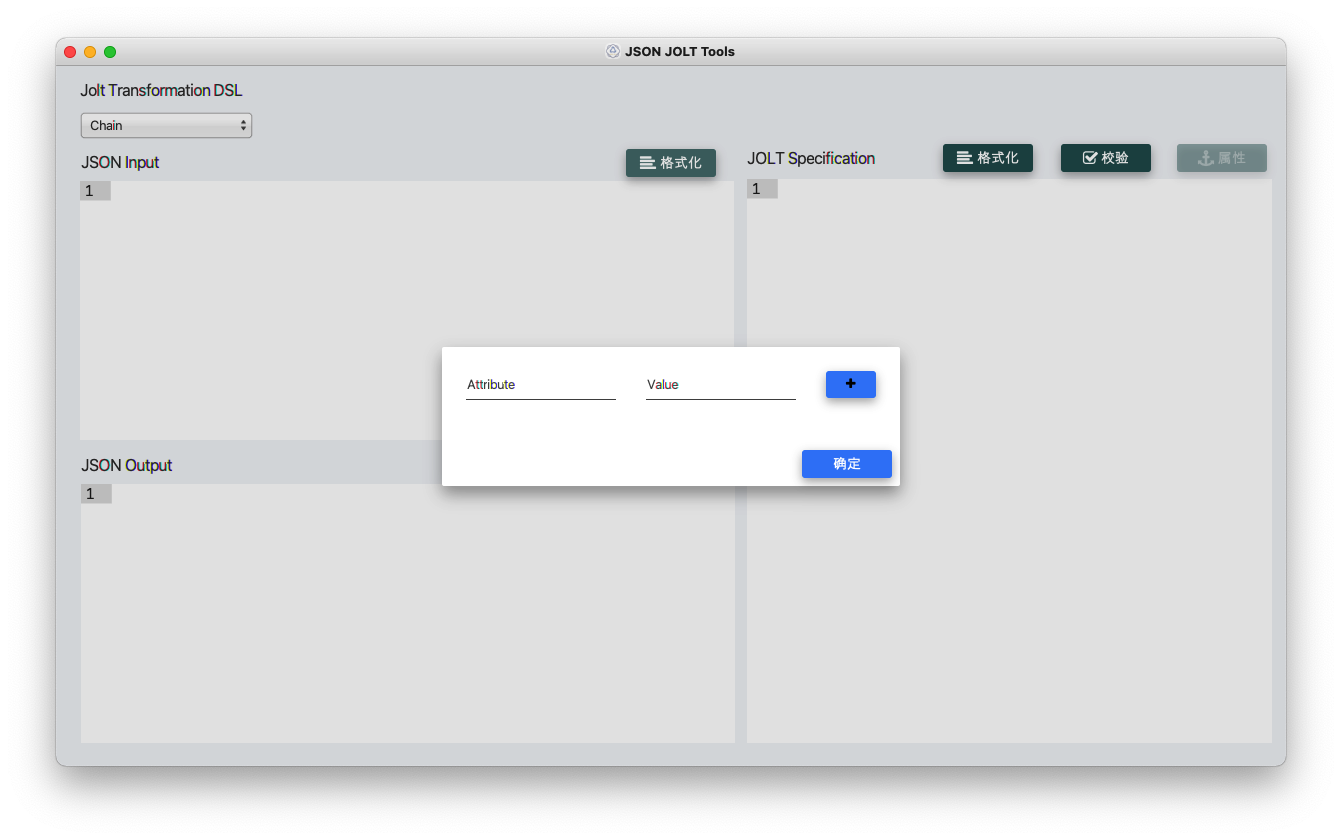 JSON JOLT Tools
Jolt Transformation DSL
Chain
JSON Input
格式化
JOLT Specification
格式化
校验
属性
1
1
Attribute
Value
确定
JSON Output
1